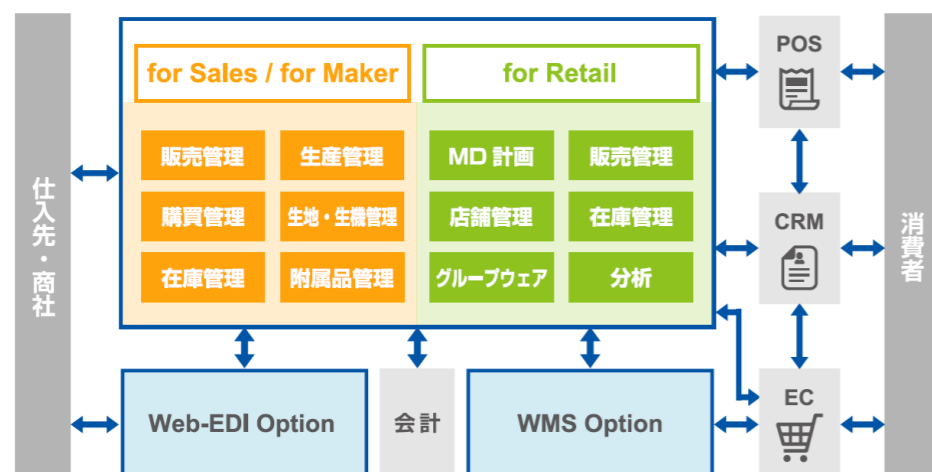 仕入先・商社
for Sales / for Maker
販売管理
生産管理
購買管理
生地・生機管理
在庫管理
附属品管理
for Retail
MD 計画
販売管理
店舗管理
在庫管理
グループウェア
分析
POS
CRM
EC
消費者
Web-EDI Option
会計
WMS Option